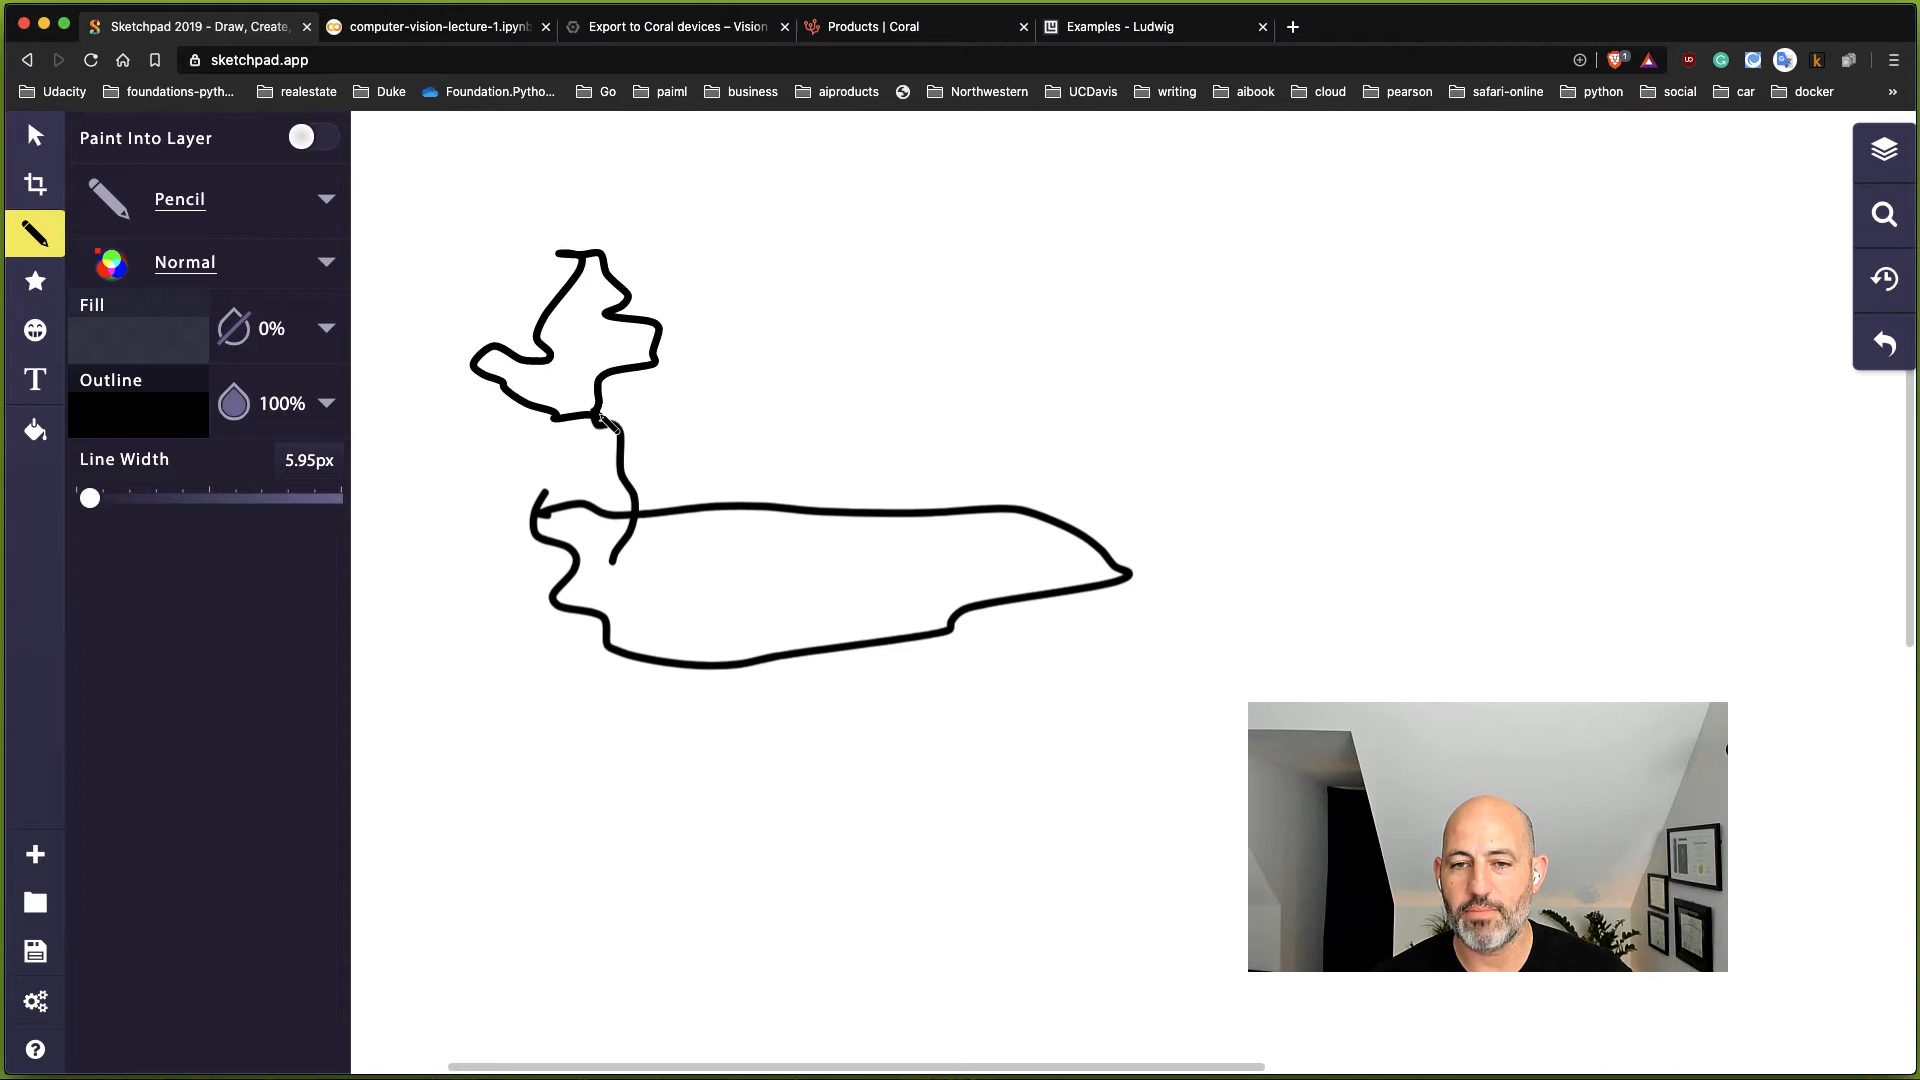 Sketchpad 2019 - Draw, Create,
computer-vision-lecture-1.ipynb
Export to Coral devices – Vision
Products | Coral
Examples - Ludwig
sketchpad.app
1
Udacity
foundations-pyth...
realestate
Duke
Foundation.Pytho...
Go
paiml
business
aiproducts
Northwestern
UCDavis
writing
aibook
cloud
pearson
safari-online
python
social
car
docker
»
Paint Into Layer
Pencil
Normal
Fill
0%
Outline
100%
Line Width
5.95px